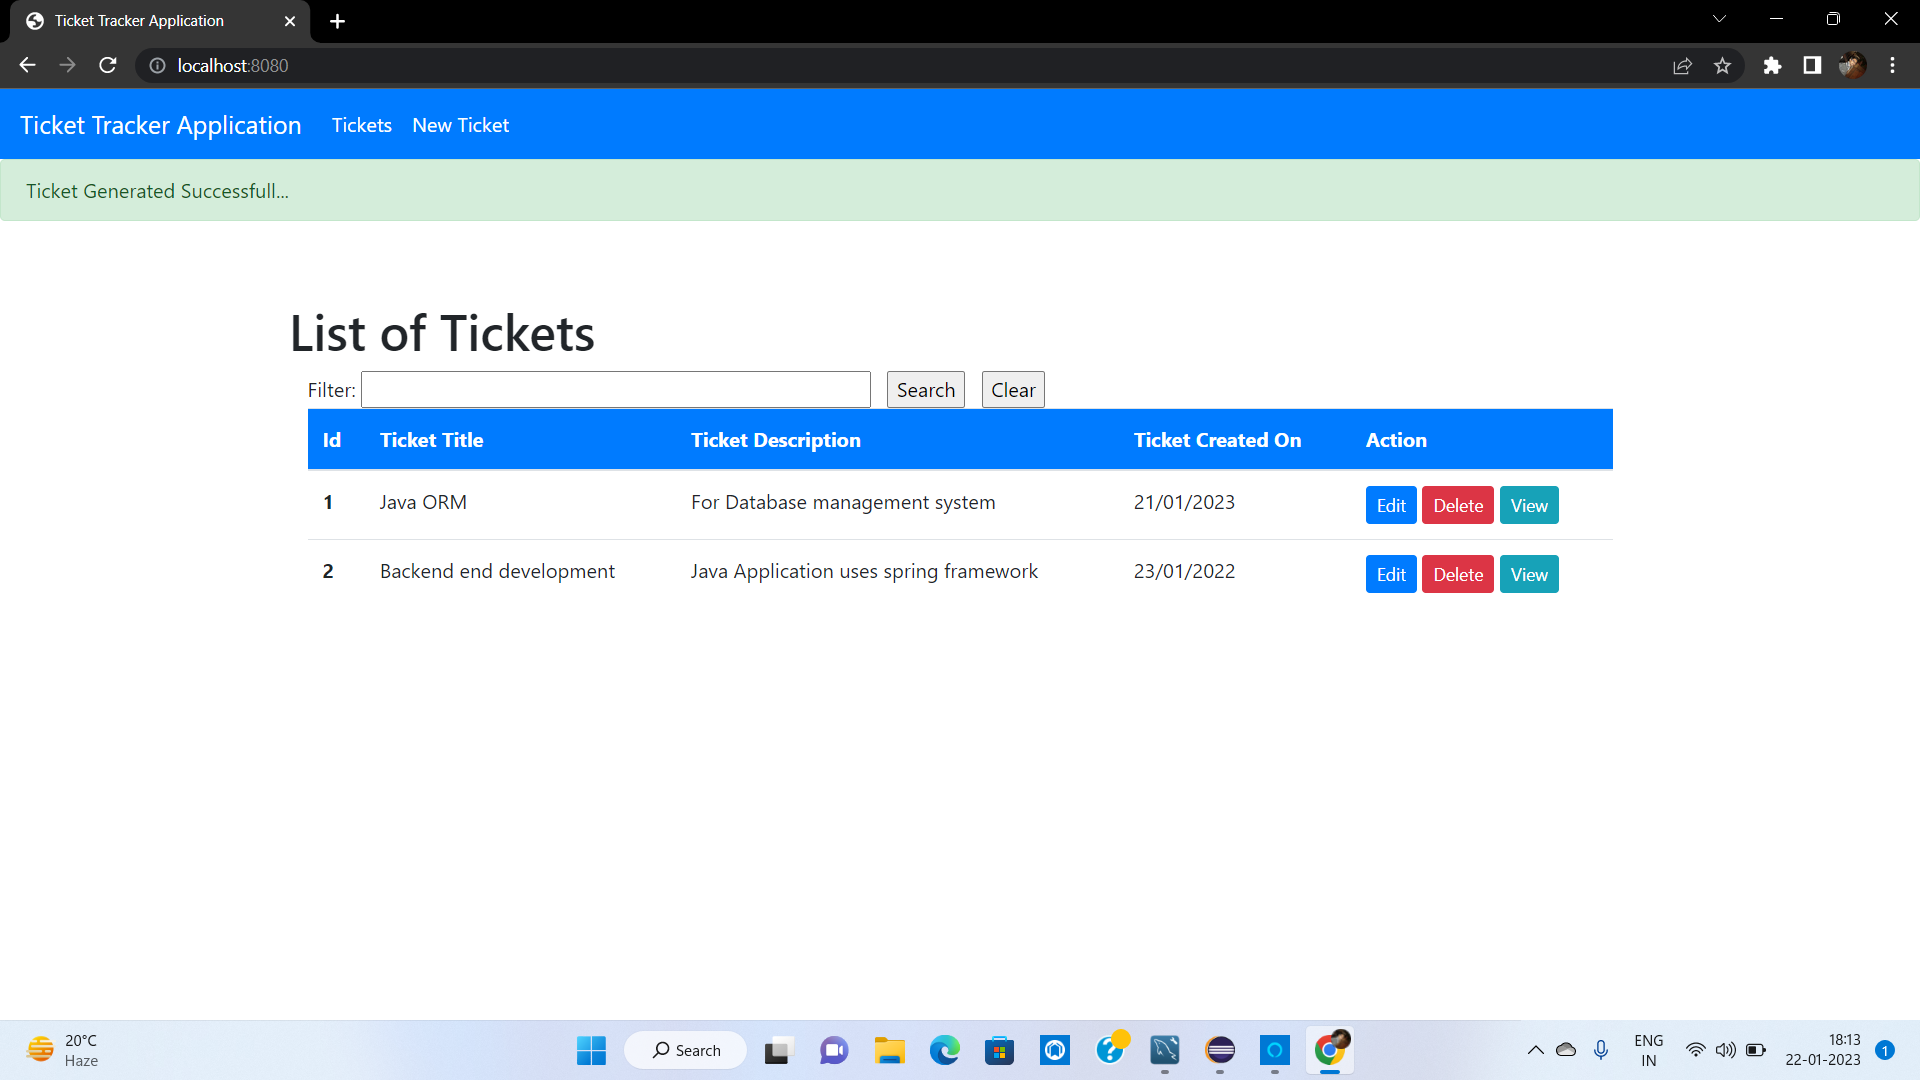 Ticket Tracker Application
localhost:8080
Ticket Tracker Application Tickets New Ticket
Ticket Generated Successfull...
List of Tickets
Filter: Search Clear
Id Ticket Title Ticket Description Ticket Created On Action
1 Java ORM For Database management system 21/01/2023 Edit Delete View
2 Backend end development Java Application uses spring framework 23/01/2022 Edit Delete View
20°C
Haze
Search
ENG
IN
18:13
22-01-2023
1